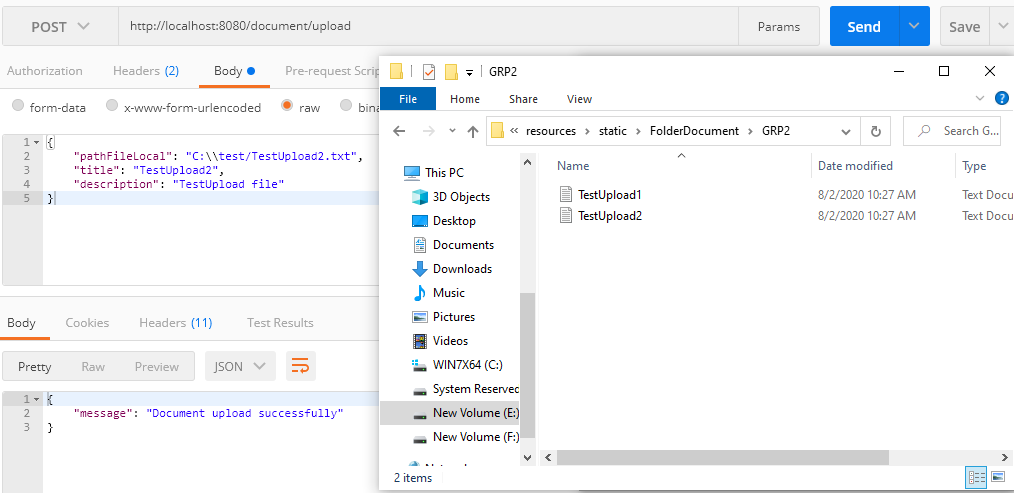 POST http://localhost:8080/document/upload Params Send Save
Authorization Headers (2) Body Pre-request Scrip
form-data x-www-form-urlencoded raw bina
1 {
2 "pathFileLocal": "C:\\test/TestUpload2.txt",
3 "title": "TestUpload2",
4 "description": "TestUpload file"
5 }
Body Cookies Headers (11) Test Results
Pretty Raw Preview JSON
1 {
2 "message": "Document upload successfully"
3 }
GRP2
File Home Share View
« resources static FolderDocument GRP2 Search G...
This PC
3D Objects
Desktop
Documents
Downloads
Music
Pictures
Videos
WIN7X64 (C:)
System Reserved
New Volume (E:)
New Volume (F:)
Name Date modified Type
TestUpload1 8/2/2020 10:27 AM Text Docu
TestUpload2 8/2/2020 10:27 AM Text Docu
2 items